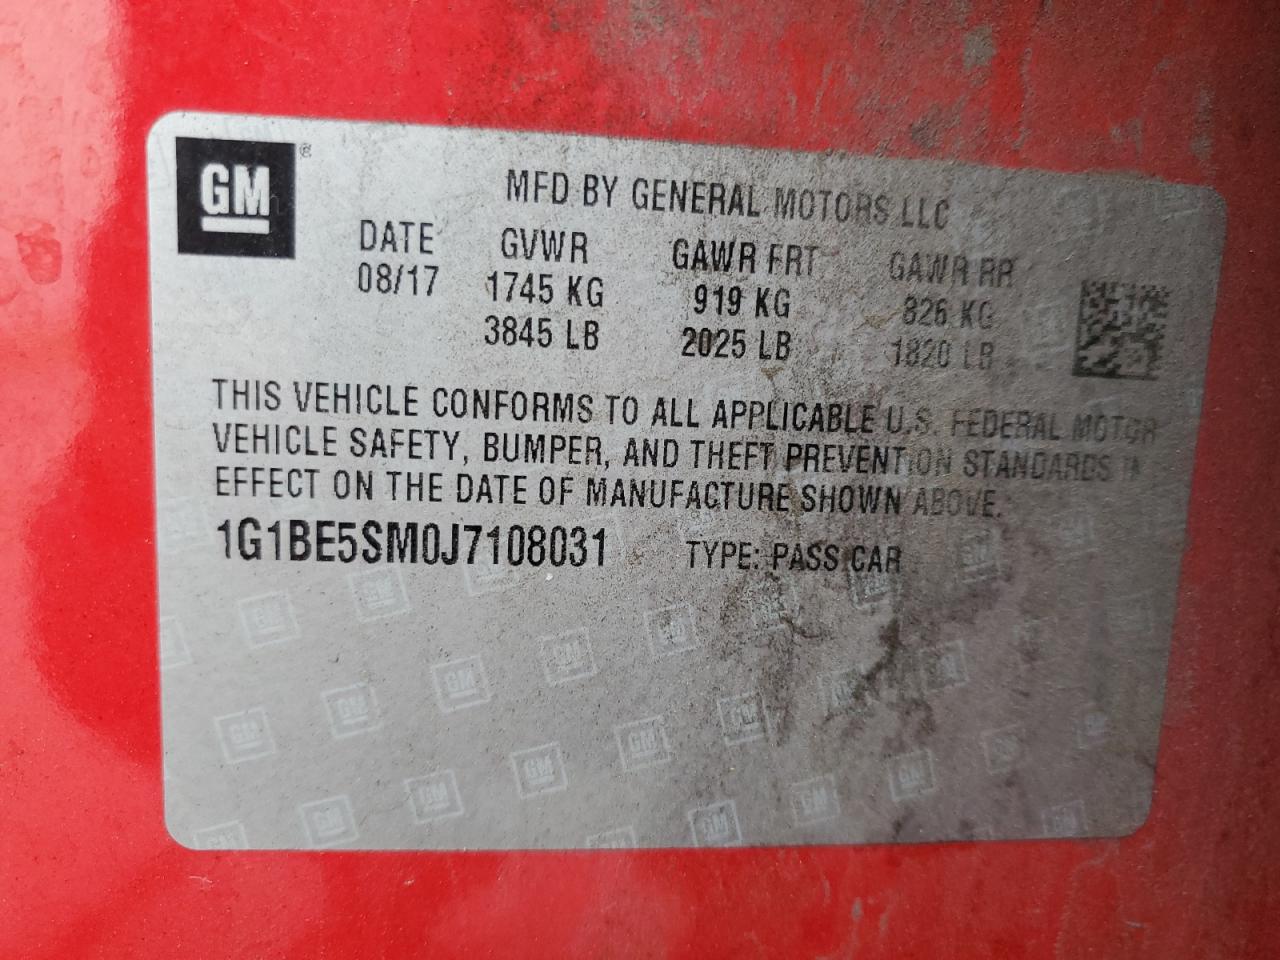 GM
MFD BY GENERAL MOTORS LLC
DATE GVWR GAWR FRT GAWR RR
08/17 1745 KG 919 KG 826 KG
3845 LB 2025 LB 1820 LB
THIS VEHICLE CONFORMS TO ALL APPLICABLE U.S. FEDERAL MOTOR
VEHICLE SAFETY, BUMPER, AND THEFT PREVENTION STANDARDS IN
EFFECT ON THE DATE OF MANUFACTURE SHOWN ABOVE.
1G1BE5SM0J7108031 TYPE: PASS CAR